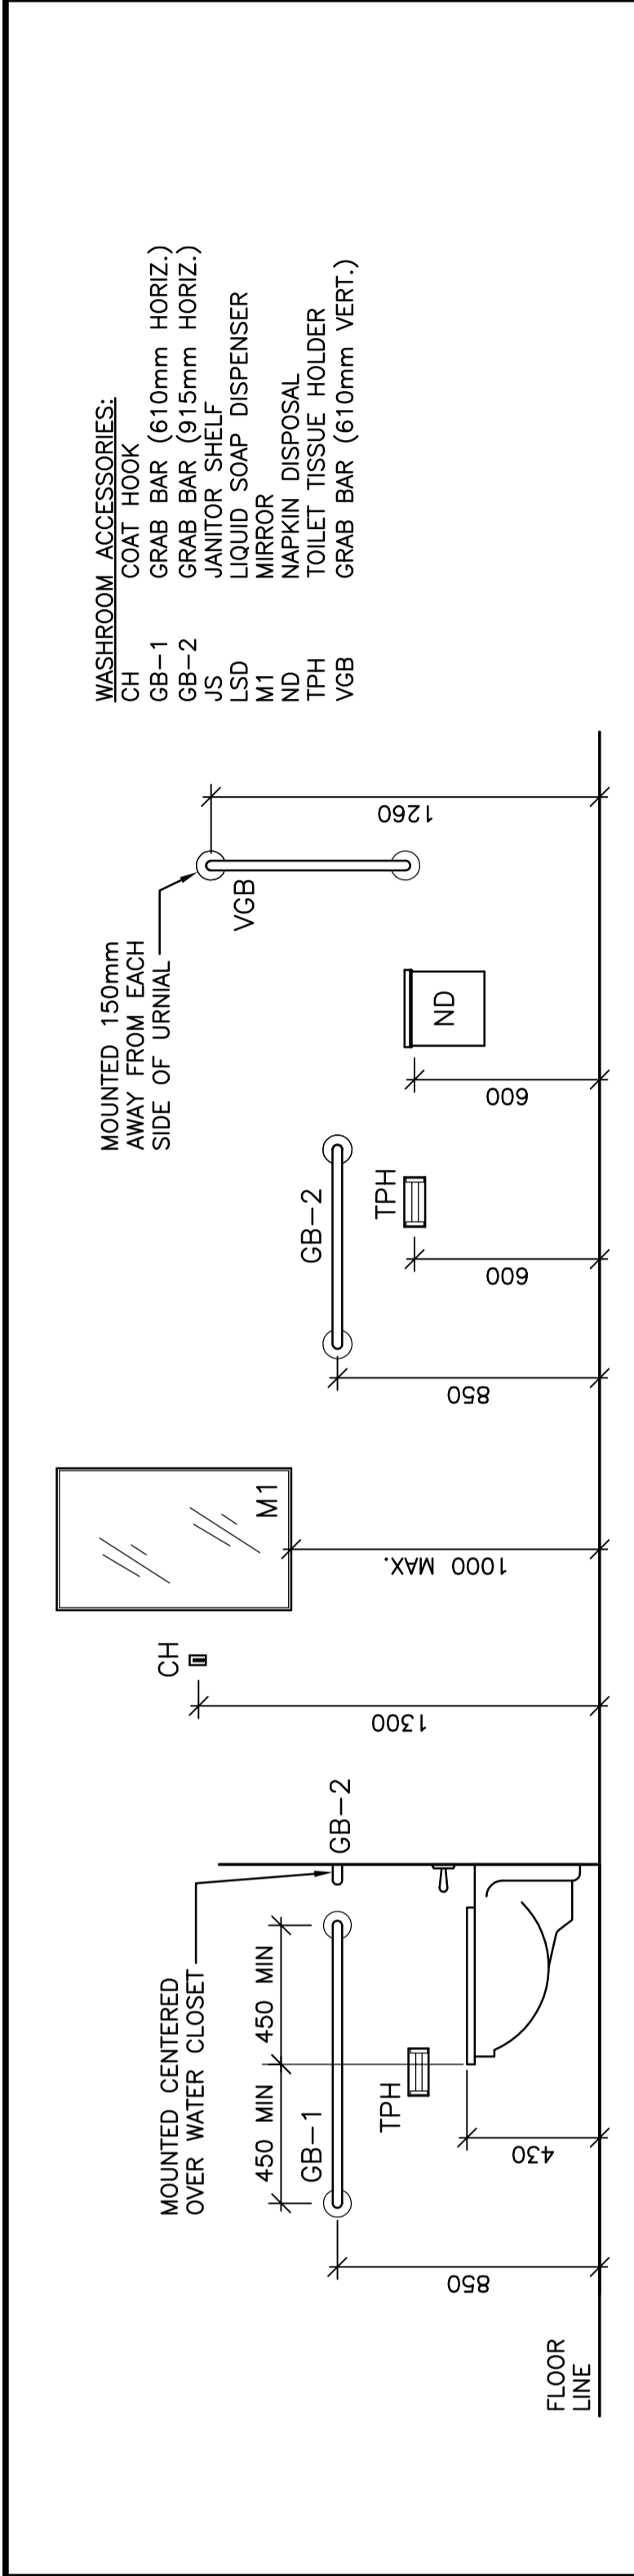 FLOOR
LINE
850
MOUNTED CENTERED
OVER WATER CLOSET
450 MIN
450 MIN
GB-1
TPH
430
GB-2
1300
CH
M1
1000 MAX.
850
GB-2
TPH
600
ND
600
MOUNTED 150mm
AWAY FROM EACH
SIDE OF URNIAL
VGB
1260
WASHROOM ACCESSORIES:
CH COAT HOOK
GB-1 GRAB BAR (610mm HORIZ.)
GB-2 GRAB BAR (915mm HORIZ.)
JS JANITOR SHELF
LSD LIQUID SOAP DISPENSER
M1 MIRROR
ND NAPKIN DISPOSAL
TPH TOILET TISSUE HOLDER
VGB GRAB BAR (610mm VERT.)